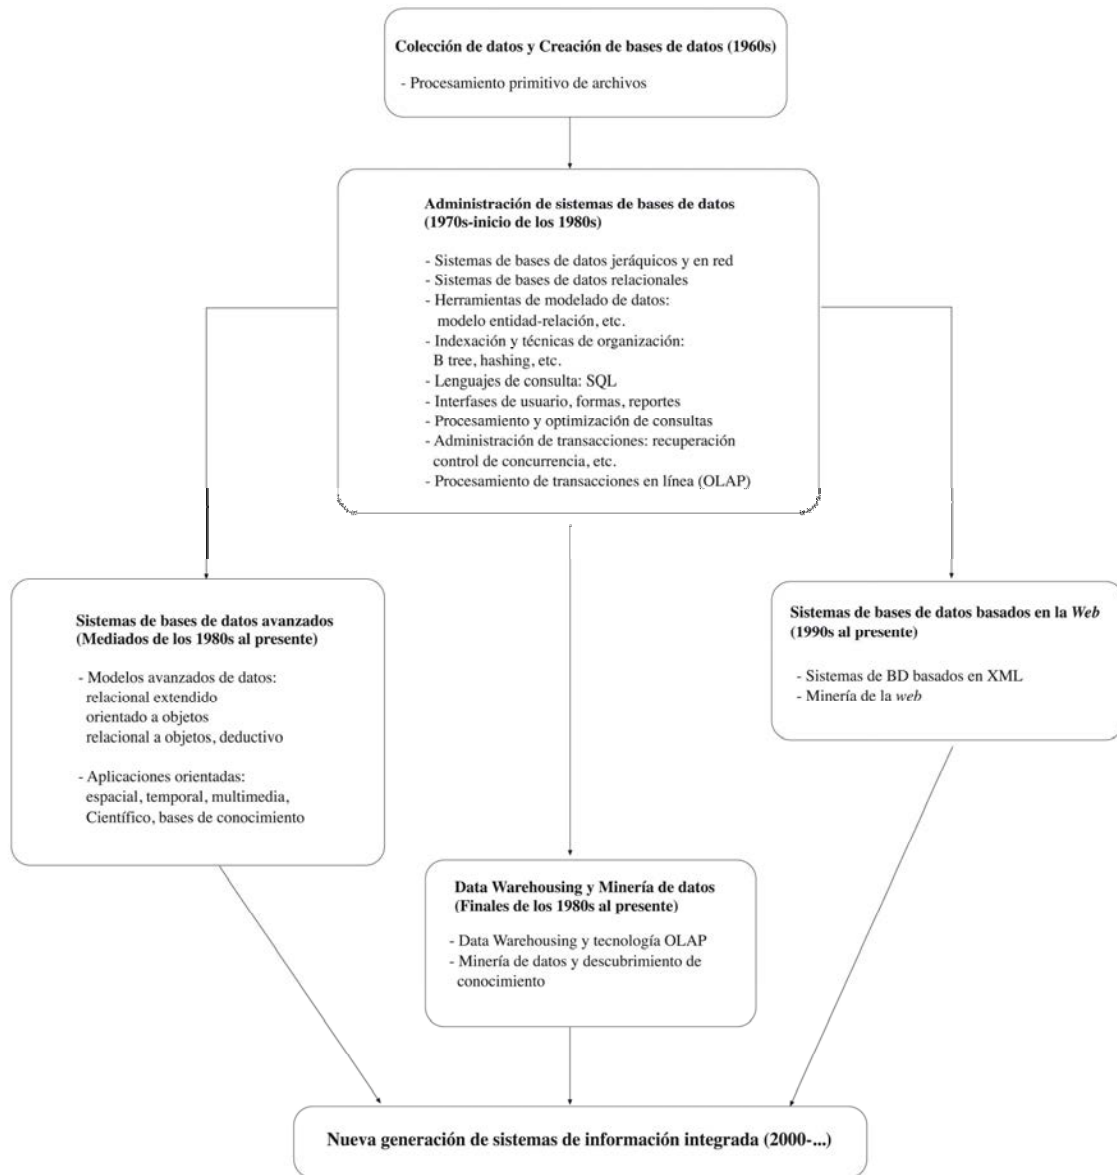 Colección de datos y Creación de bases de datos (1960s)
- Procesamiento primitivo de archivos
Administración de sistemas de bases de datos
(1970s-inicio de los 1980s)
- Sistemas de bases de datos jeráquicos y en red
- Sistemas de bases de datos relacionales
- Herramientas de modelado de datos:
modelo entidad-relación, etc.
- Indexación y técnicas de organización:
B tree, hashing, etc.
- Lenguajes de consulta: SQL
- Interfases de usuario, formas, reportes
- Procesamiento y optimización de consultas
- Administración de transacciones: recuperación
control de concurrencia, etc.
- Procesamiento de transacciones en línea (OLAP)
Sistemas de bases de datos avanzados
(Mediados de los 1980s al presente)
- Modelos avanzados de datos:
relacional extendido
orientado a objetos
relacional a objetos, deductivo
- Aplicaciones orientadas:
espacial, temporal, multimedia,
Científico, bases de conocimiento
Sistemas de bases de datos basados en la Web
(1990s al presente)
- Sistemas de BD basados en XML
- Minería de la web
Data Warehousing y Minería de datos
(Finales de los 1980s al presente)
- Data Warehousing y tecnología OLAP
- Minería de datos y descubrimiento de
conocimiento
Nueva generación de sistemas de información integrada (2000-...)